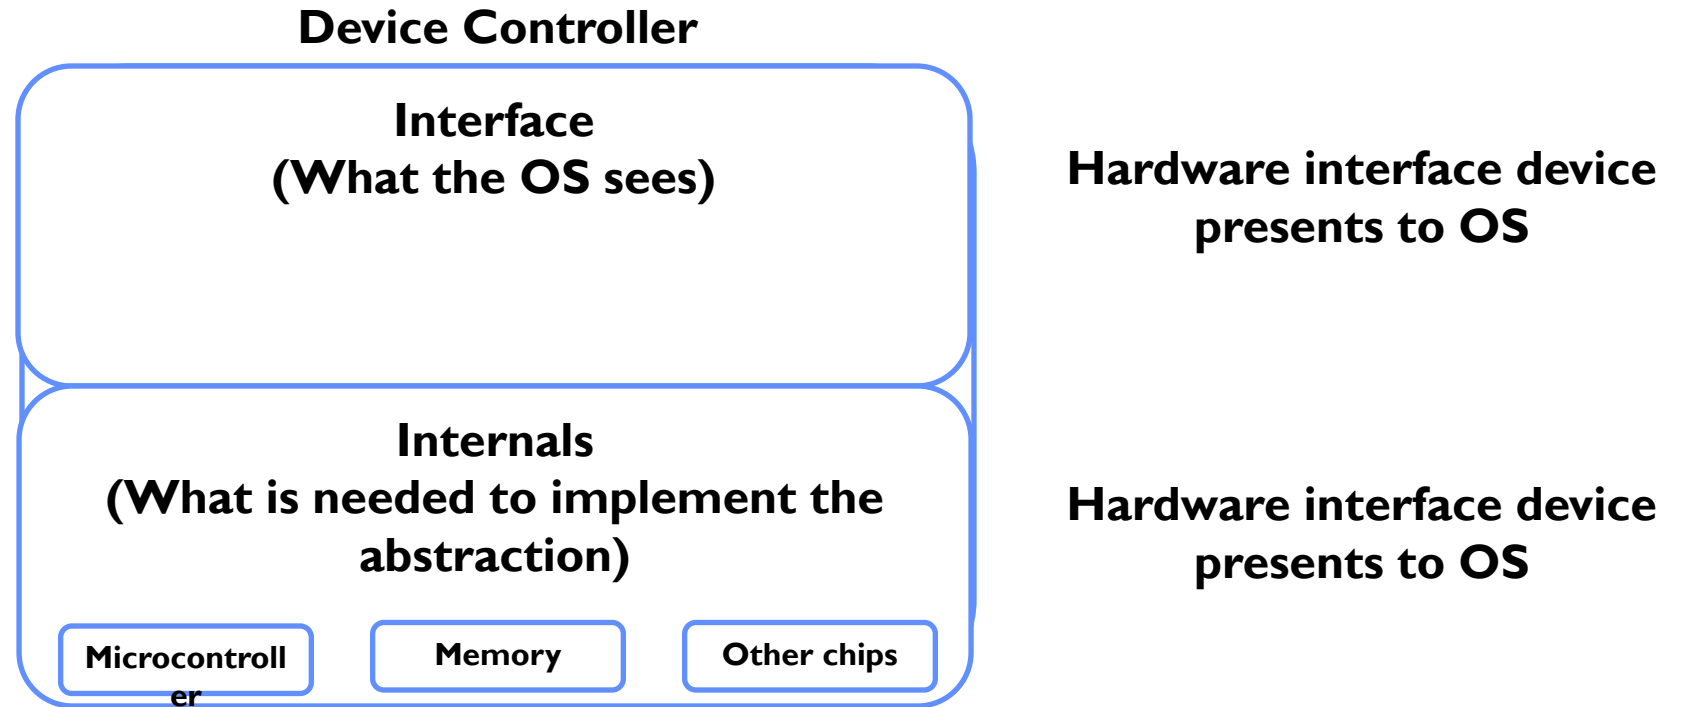 Device Controller
Interface
(What the OS sees)
Hardware interface device
presents to OS
Internals
(What is needed to implement the
abstraction)
Hardware interface device
presents to OS
Microcontroll
er
Memory
Other chips